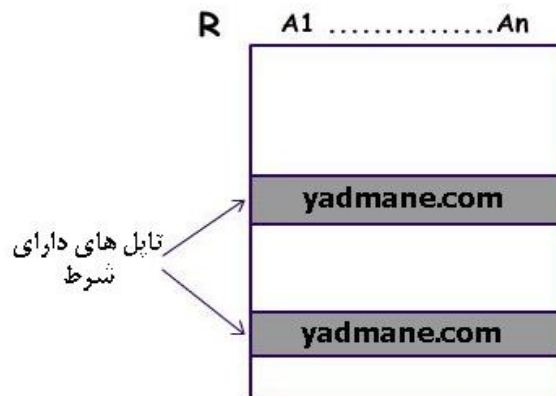 R A1 ...............An
yadmane.com
تاپل های دارای
شرط
yadmane.com